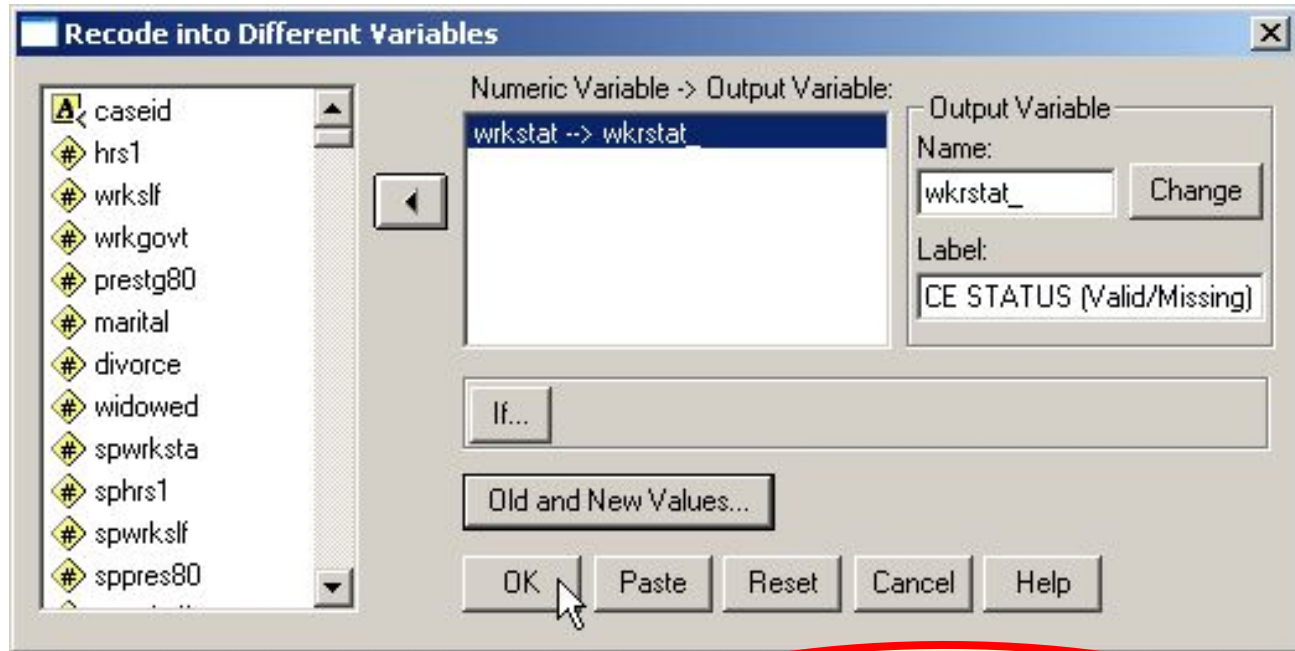 Recode into Different Variables
caseid
hrs1
wrkslf
wrkgovt
prestg80
marital
divorce
widowed
spwrksta
sphrs1
spwrkslf
sppres80
Numeric Variable -> Output Variable:
wrkstat --> wkrstat_
Output Variable
Name:
wkrstat_
Change
Label:
CE STATUS (Valid/Missing)
If...
Old and New Values...
OK
Paste
Reset
Cancel
Help